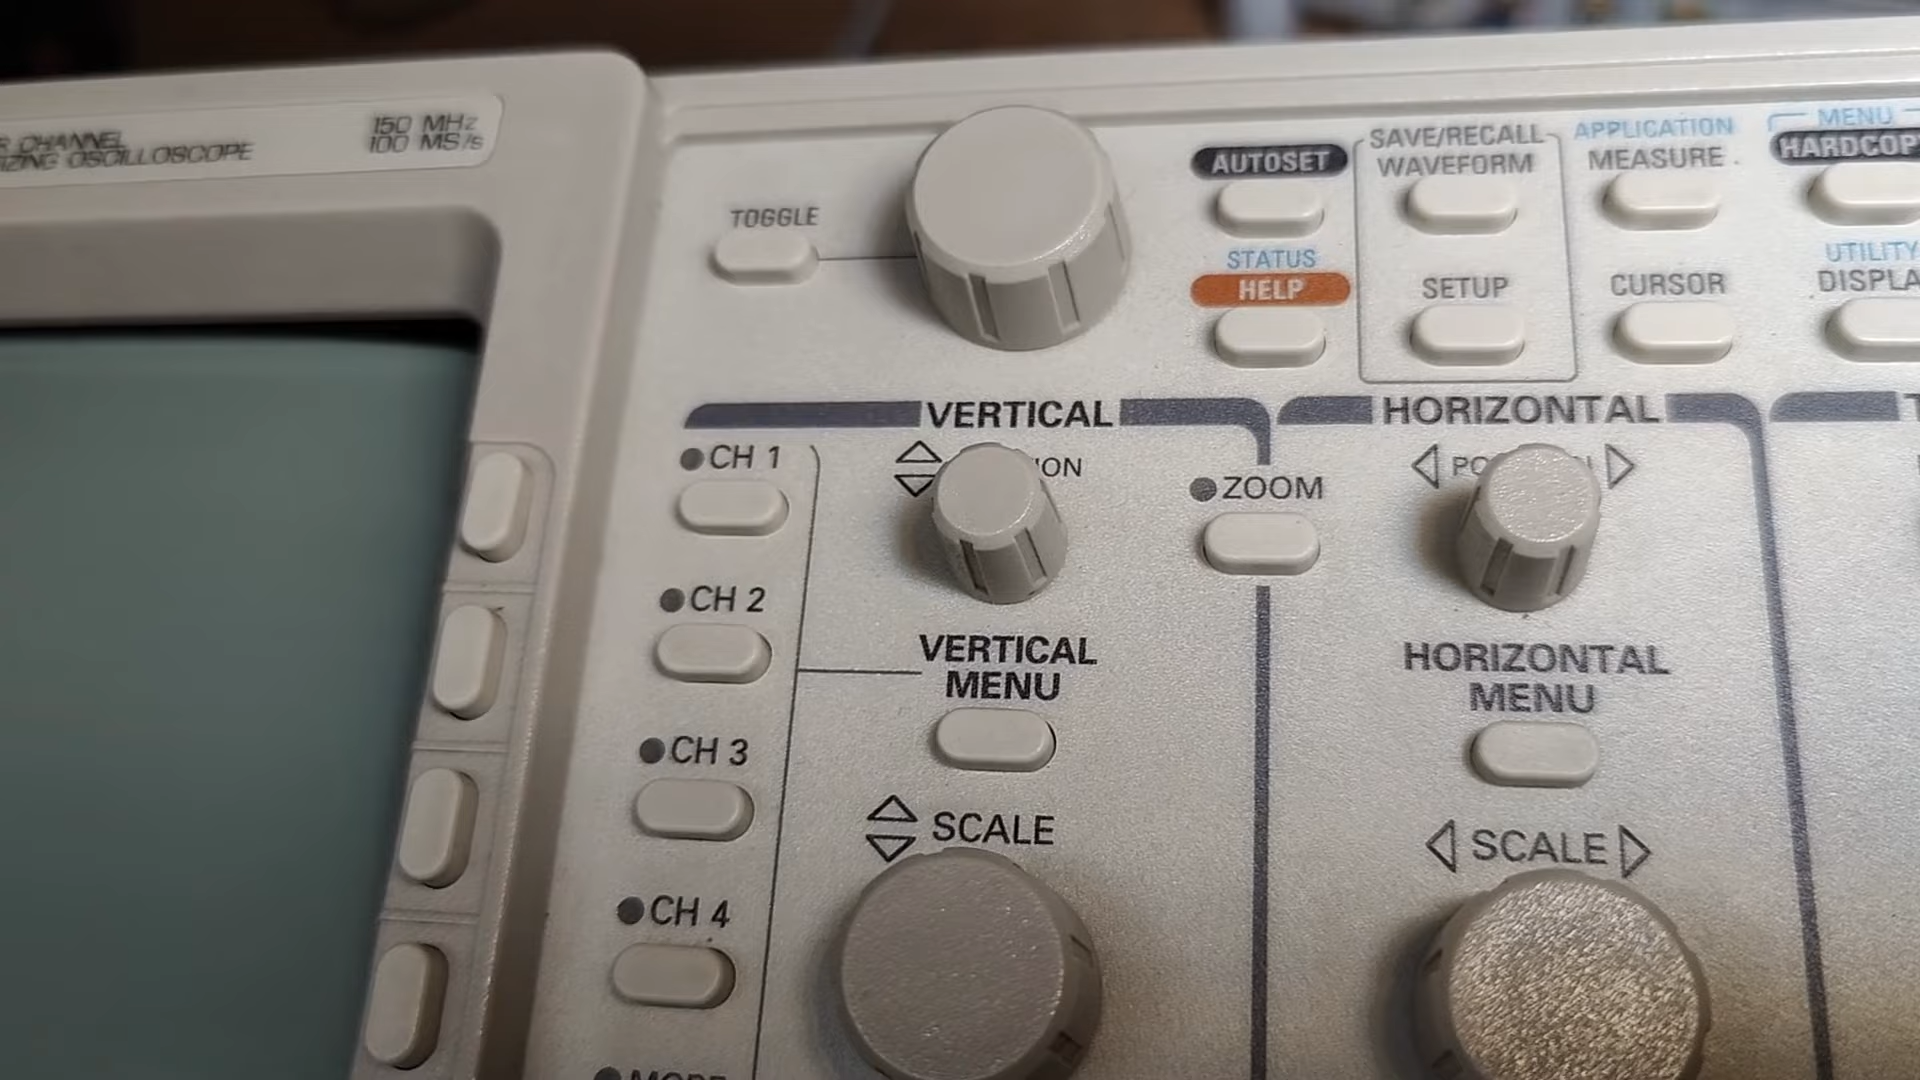 CHANNEL
OSCILLOSCOPE
150 MHz
100 MS/s
TOGGLE
AUTOSET
STATUS
HELP
SAVE/RECALL
WAVEFORM
SETUP
APPLICATION
MEASURE
CURSOR
MENU
HARDCOP
UTILITY
DISPLA
VERTICAL
HORIZONTAL
CH 1
ION
ZOOM
CH 2
VERTICAL
MENU
HORIZONTAL
MENU
CH 3
SCALE
SCALE
CH 4
MODE